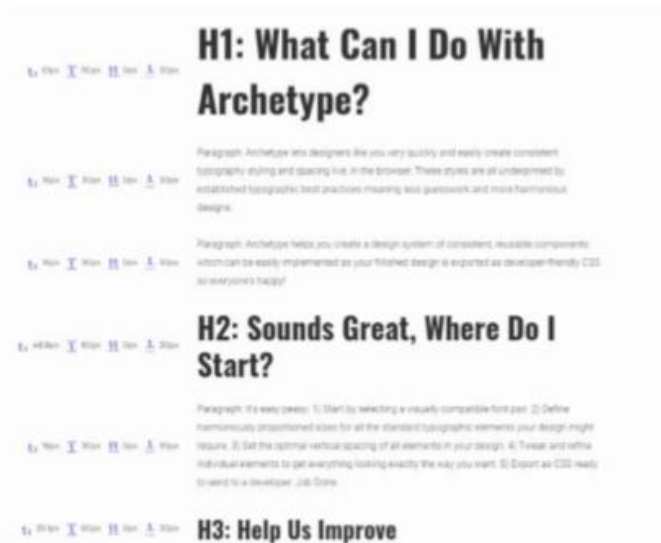 H1: What Can I Do With
Archetype?
Paragraph: Archetype lets designers like you very quickly and easily create consistent
typography styling and spacing live, in the browser. These styles are all underpinned by
established typographic best practices meaning less guesswork and more harmonious
designs.
Paragraph: Archetype helps you create a design system of consistent, reusable components
which can be easily implemented as your finished design is exported as developer-friendly CSS
so everyone's happy!
H2: Sounds Great, Where Do I
Start?
Paragraph: It's easy peasy. 1) Start by selecting a visually compatible font pair. 2) Define
harmoniously proportioned sizes for all the standard typographic elements your design might
require. 3) Set the optimal vertical spacing of all elements in your design. 4) Tweak and refine
individual elements to get everything looking exactly the way you want. 5) Export as CSS ready
to send to a developer. Job Done.
H3: Help Us Improve